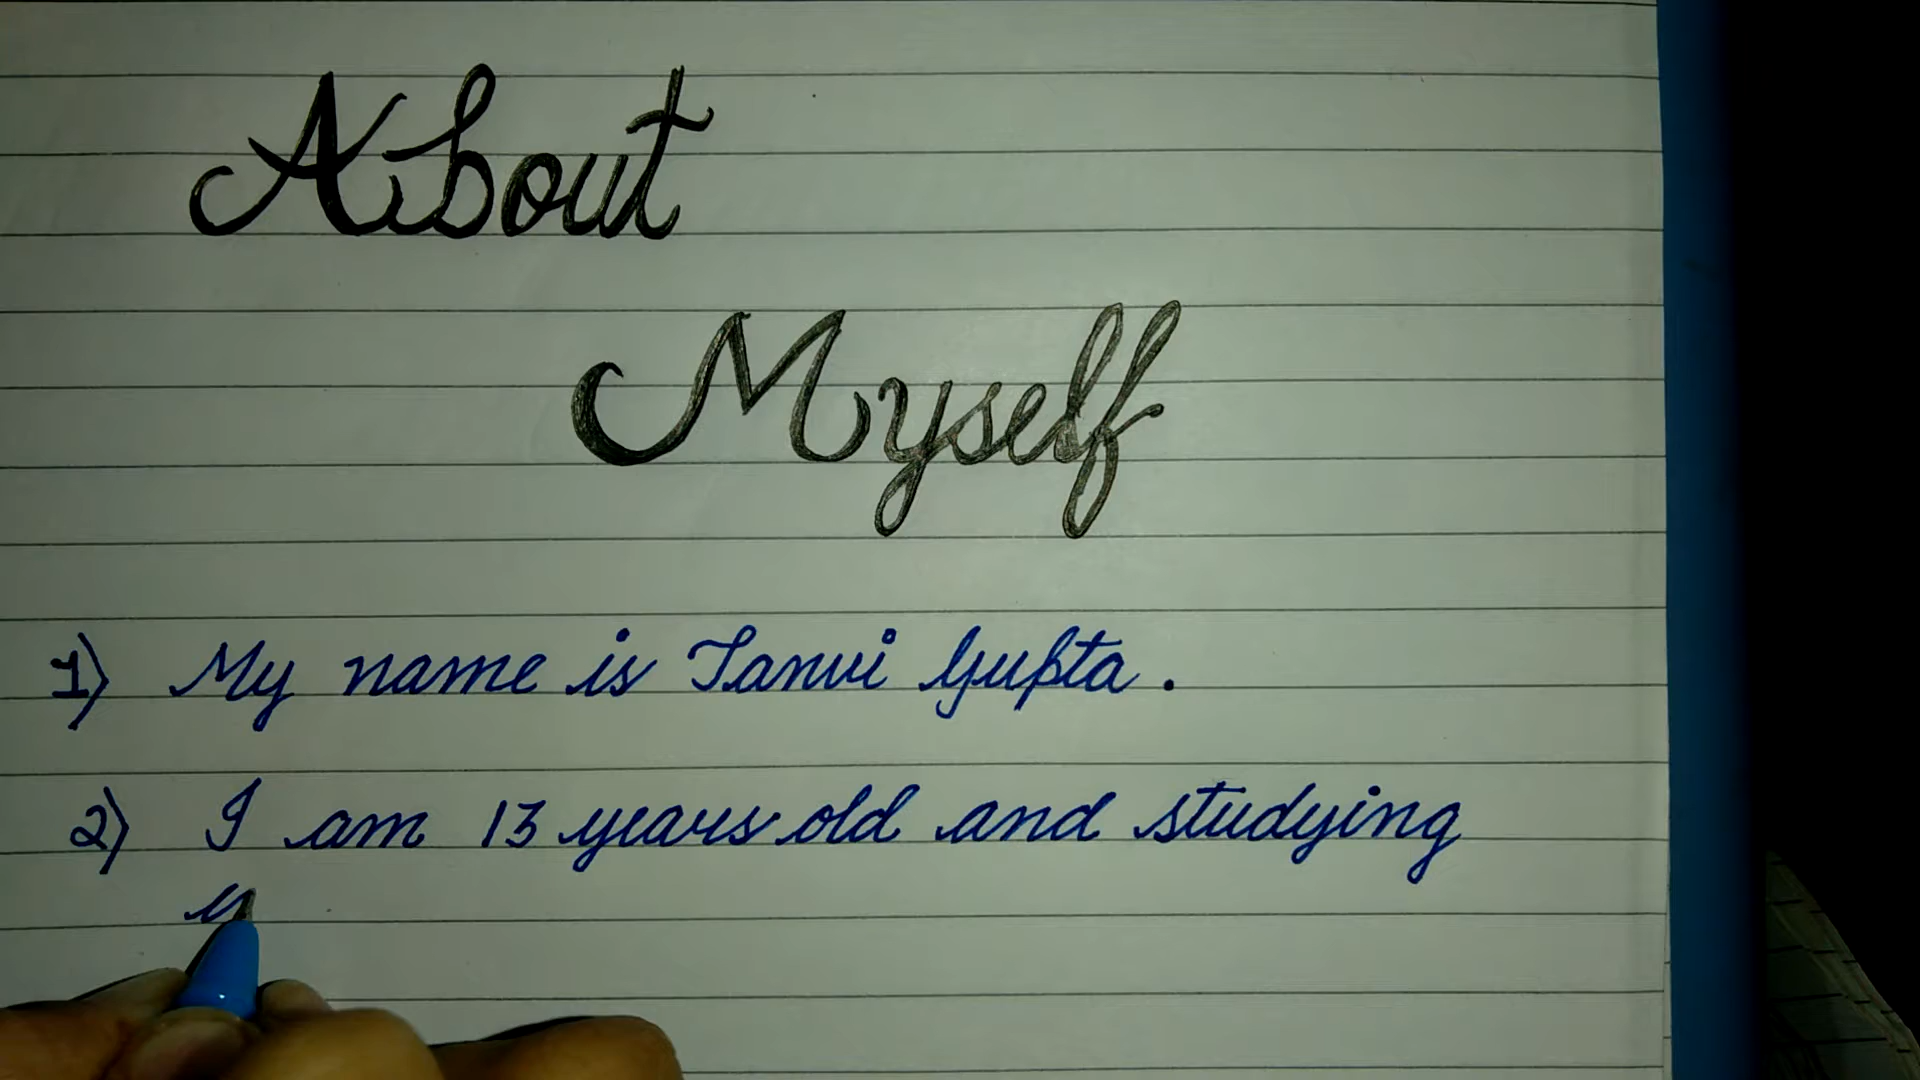 About
Myself
1) My name is Tanvi Gupta.
2) I am 13 years old and studying